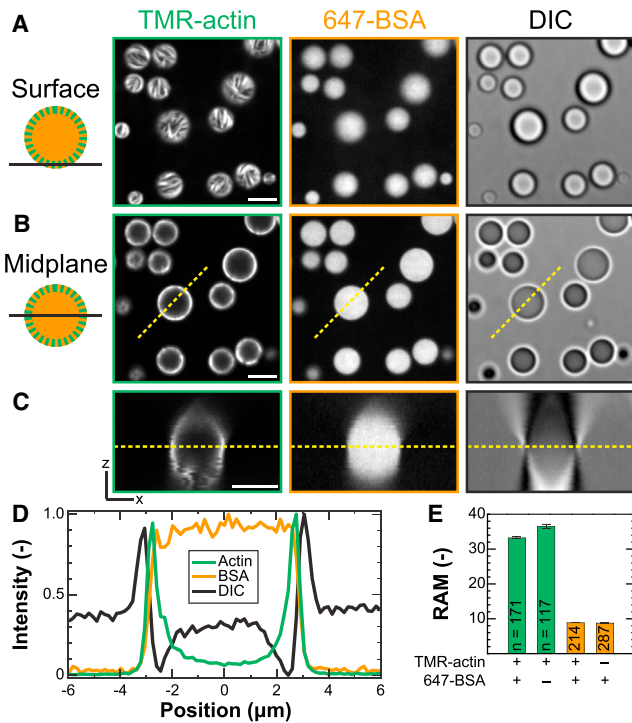 TMR-actin 647-BSA DIC
A
Surface
B
Midplane
C
z
x
D
Intensity (-)
1.0
0.5
0.0
Actin
BSA
DIC
-6 -4 -2 0 2 4 6
Position (µm)
E
RAM (-)
40
30
20
10
n = 171
n = 117
214
287
TMR-actin + + + –
647-BSA + – + +